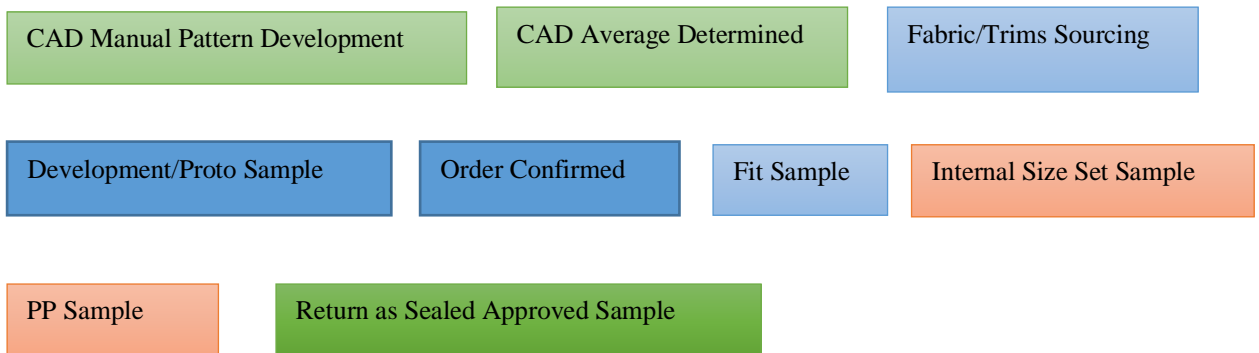 CAD Manual Pattern Development
CAD Average Determined
Fabric/Trims Sourcing
Development/Proto Sample
Order Confirmed
Fit Sample
Internal Size Set Sample
PP Sample
Return as Sealed Approved Sample